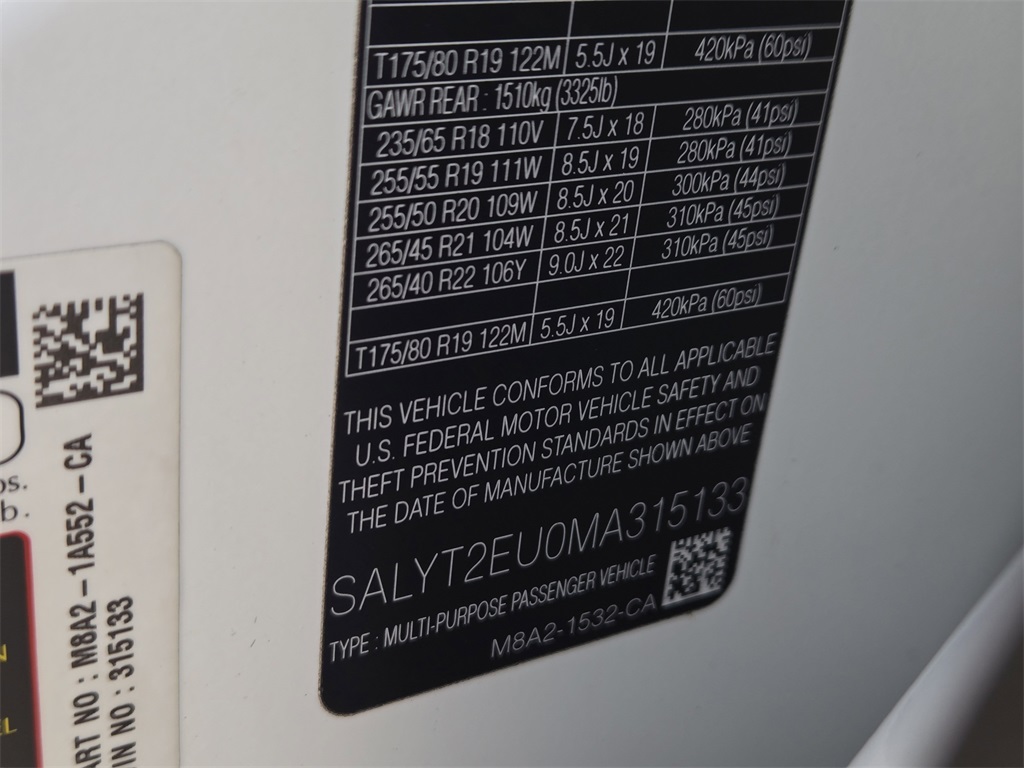 T175/80 R19 122M 5.5J x 19 420kPa (60psi)
GAWR REAR : 1510kg (3325lb)
235/65 R18 110V 7.5J x 18 280kPa (41psi)
255/55 R19 111W 8.5J x 19 280kPa (41psi)
255/50 R20 109W 8.5J x 20 300kPa (44psi)
265/45 R21 104W 8.5J x 21 310kPa (45psi)
265/40 R22 106Y 9.0J x 22 310kPa (45psi)
T175/80 R19 122M 5.5J x 19 420kPa (60psi)
THIS VEHICLE CONFORMS TO ALL APPLICABLE
U.S. FEDERAL MOTOR VEHICLE SAFETY AND
THEFT PREVENTION STANDARDS IN EFFECT ON
THE DATE OF MANUFACTURE SHOWN ABOVE
SALYT2EU0MA315133
TYPE : MULTI-PURPOSE PASSENGER VEHICLE
M8A2-1532-CA
ART NO : M8A2-1A552-CA
IN NO : 315133